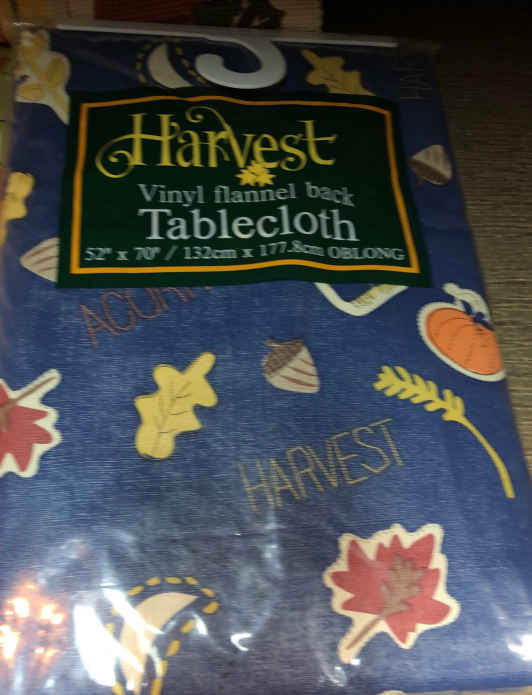 Harvest
Vinyl flannel back
Tablecloth
52" x 70" / 132cm x 177.8cm OBLONG
HARVEST